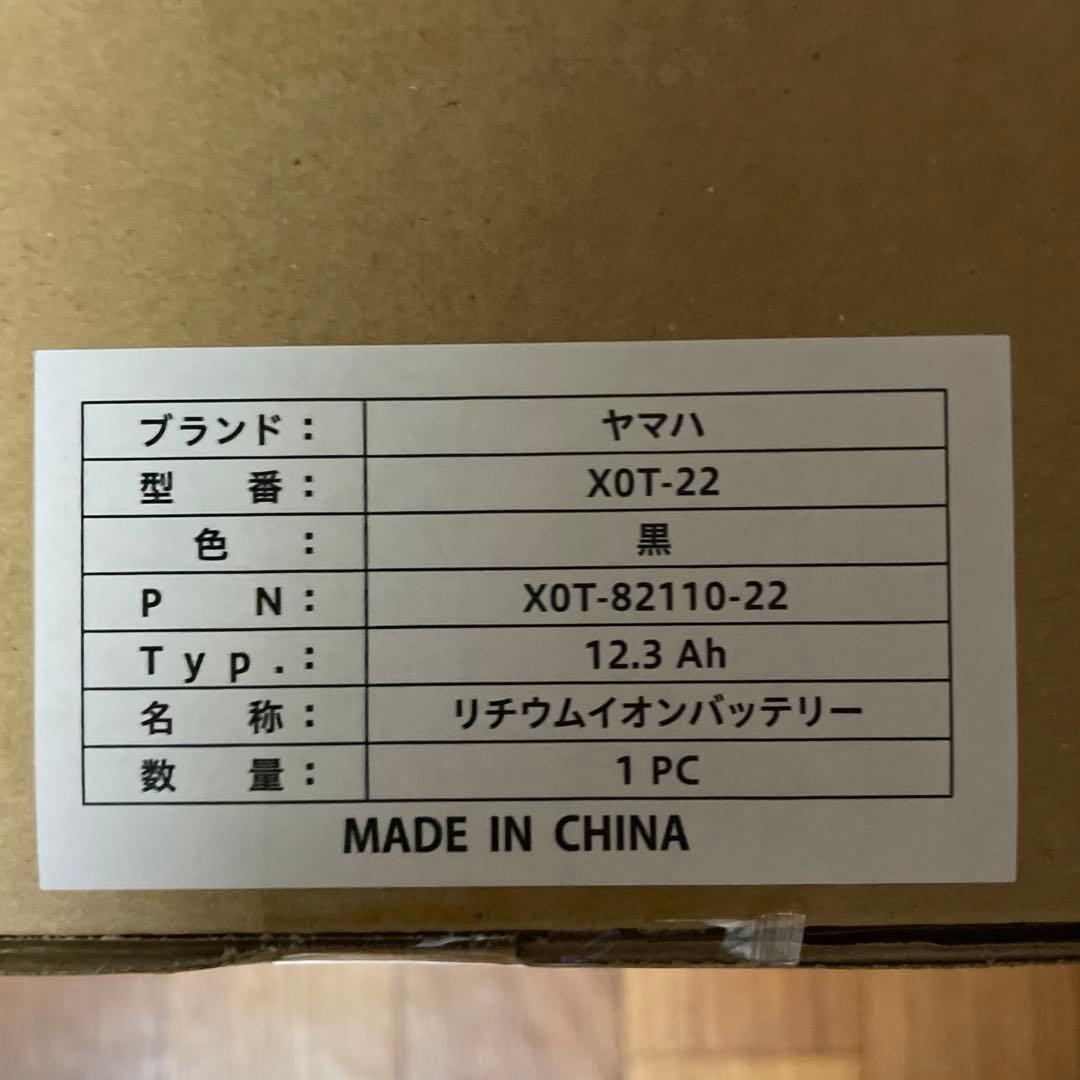 ブランド： ヤマハ
型番： X0T-22
色： 黒
PN： X0T-82110-22
Typ.： 12.3 Ah
名称： リチウムイオンバッテリー
数量： 1 PC
MADE IN CHINA